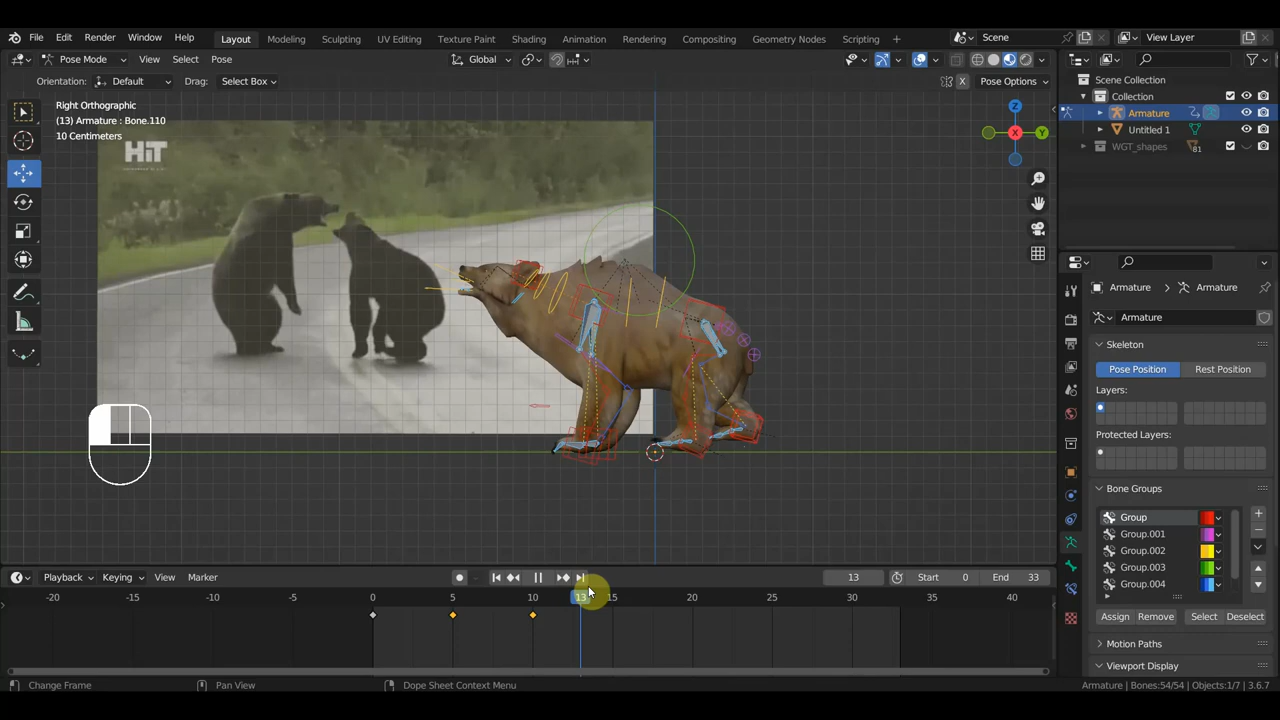 File Edit Render Window Help Layout Modeling Sculpting UV Editing Texture Paint Shading Animation Rendering Compositing Geometry Nodes Scripting + Scene View Layer
Pose Mode View Select Pose Global
Orientation: Default Drag: Select Box X Pose Options
Scene Collection
Collection
Armature
Untitled 1
WGT_shapes 81
Right Orthographic
(13) Armature : Bone.110
10 Centimeters
HiT
Z
X
Y
Armature Armature
Armature
Skeleton
Pose Position Rest Position
Layers:
Protected Layers:
Bone Groups
Group
Group.001
Group.002
Group.003
Group.004
Assign Remove Select Deselect
Motion Paths
Viewport Display
Playback Keying View Marker 13 Start 0 End 33
-20 -15 -10 -5 0 5 10 13 15 20 25 30 35 40
Change Frame Pan View Dope Sheet Context Menu Armature | Bones:54/54 | Objects:1/7 | 3.6.7